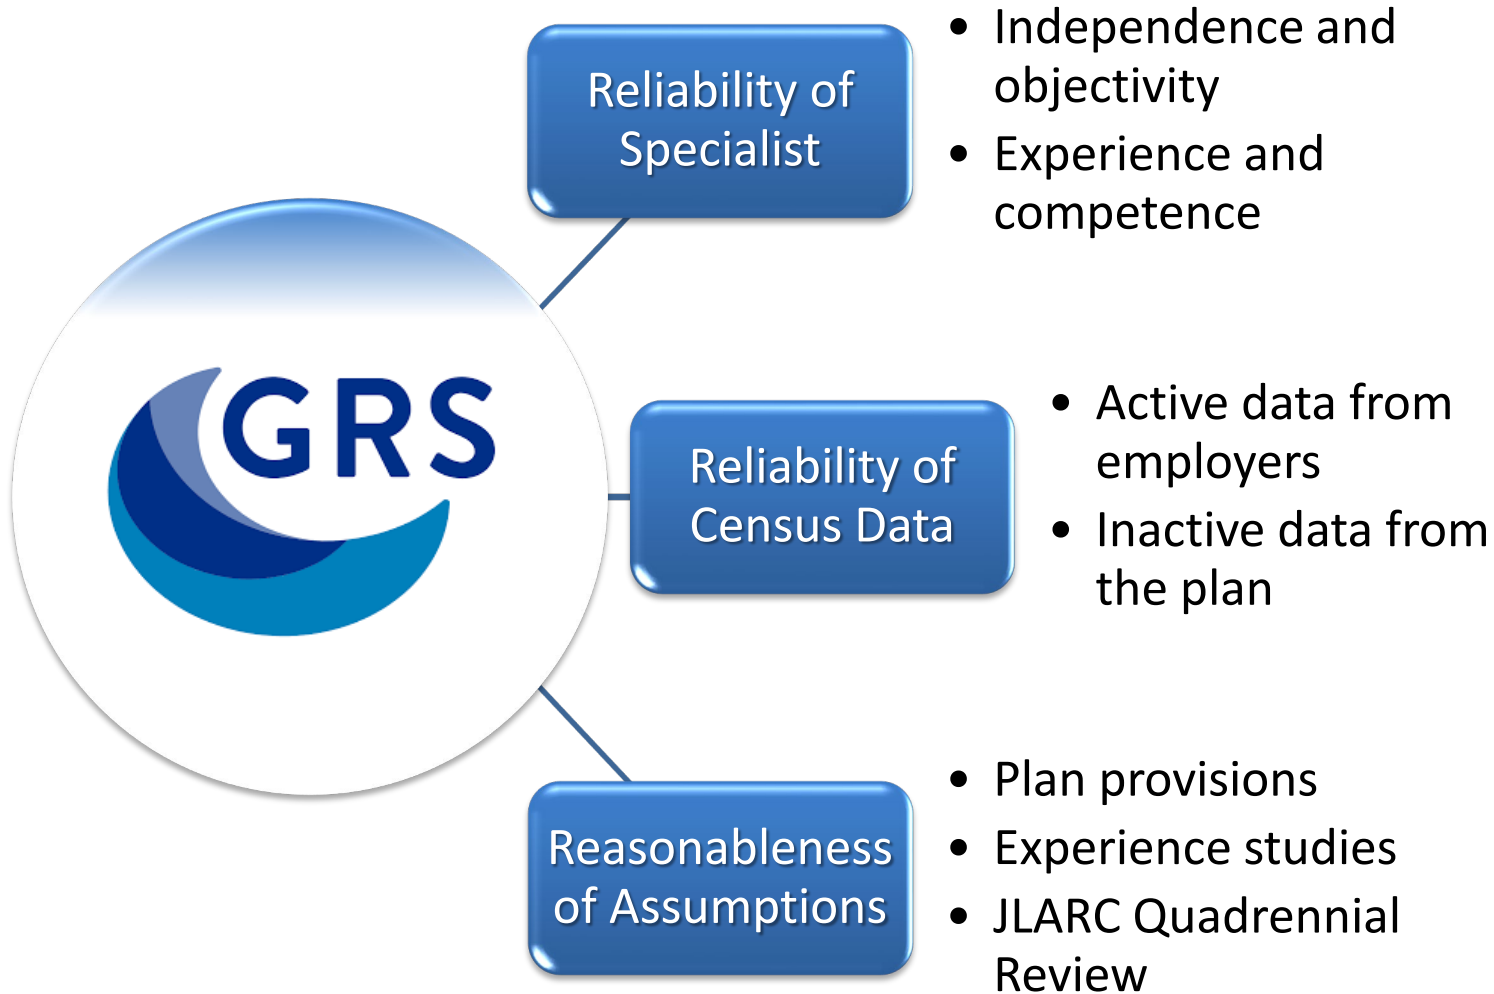 Reliability of
Specialist
• Independence and
objectivity
• Experience and
competence
GRS
Reliability of
Census Data
• Active data from
employers
• Inactive data from
the plan
Reasonableness
of Assumptions
• Plan provisions
• Experience studies
• JLARC Quadrennial
Review